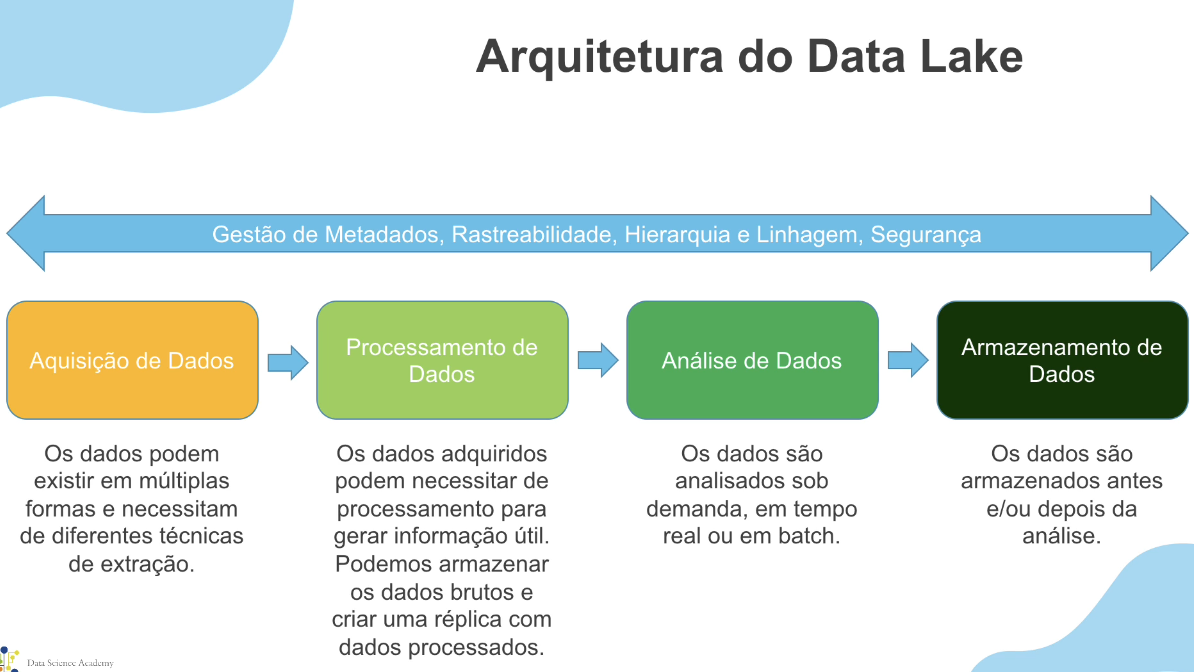 Arquitetura do Data Lake
Gestão de Metadados, Rastreabilidade, Hierarquia e Linhagem, Segurança
Aquisição de Dados
Processamento de
Dados
Análise de Dados
Armazenamento de
Dados
Os dados podem
existir em múltiplas
formas e necessitam
de diferentes técnicas
de extração.
Os dados adquiridos
podem necessitar de
processamento para
gerar informação útil.
Podemos armazenar
os dados brutos e
criar uma réplica com
dados processados.
Os dados são
analisados sob
demanda, em tempo
real ou em batch.
Os dados são
armazenados antes
e/ou depois da
análise.
Data Science Academy